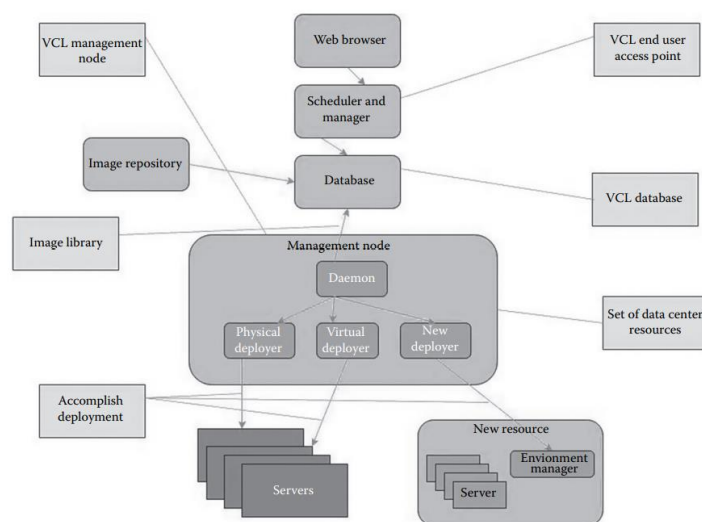 VCL management
node
Web browser
VCL end user
access point
Scheduler and
manager
Image repository
Database
VCL database
Image library
Management node
Daemon
Physical
deployer
Virtual
deployer
New
deployer
Set of data center
resources
Accomplish
deployment
New resource
Envionment
manager
Servers
Server